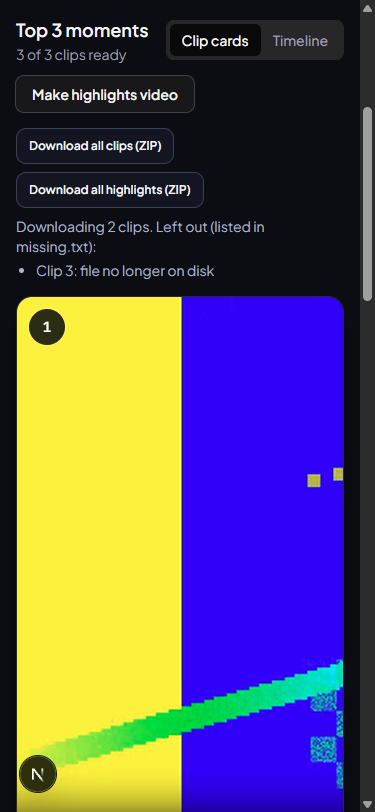 Top 3 moments
3 of 3 clips ready
Clip cards
Timeline
Make highlights video
Download all clips (ZIP)
Download all highlights (ZIP)
Downloading 2 clips. Left out (listed in
missing.txt):
• Clip 3: file no longer on disk
1
N